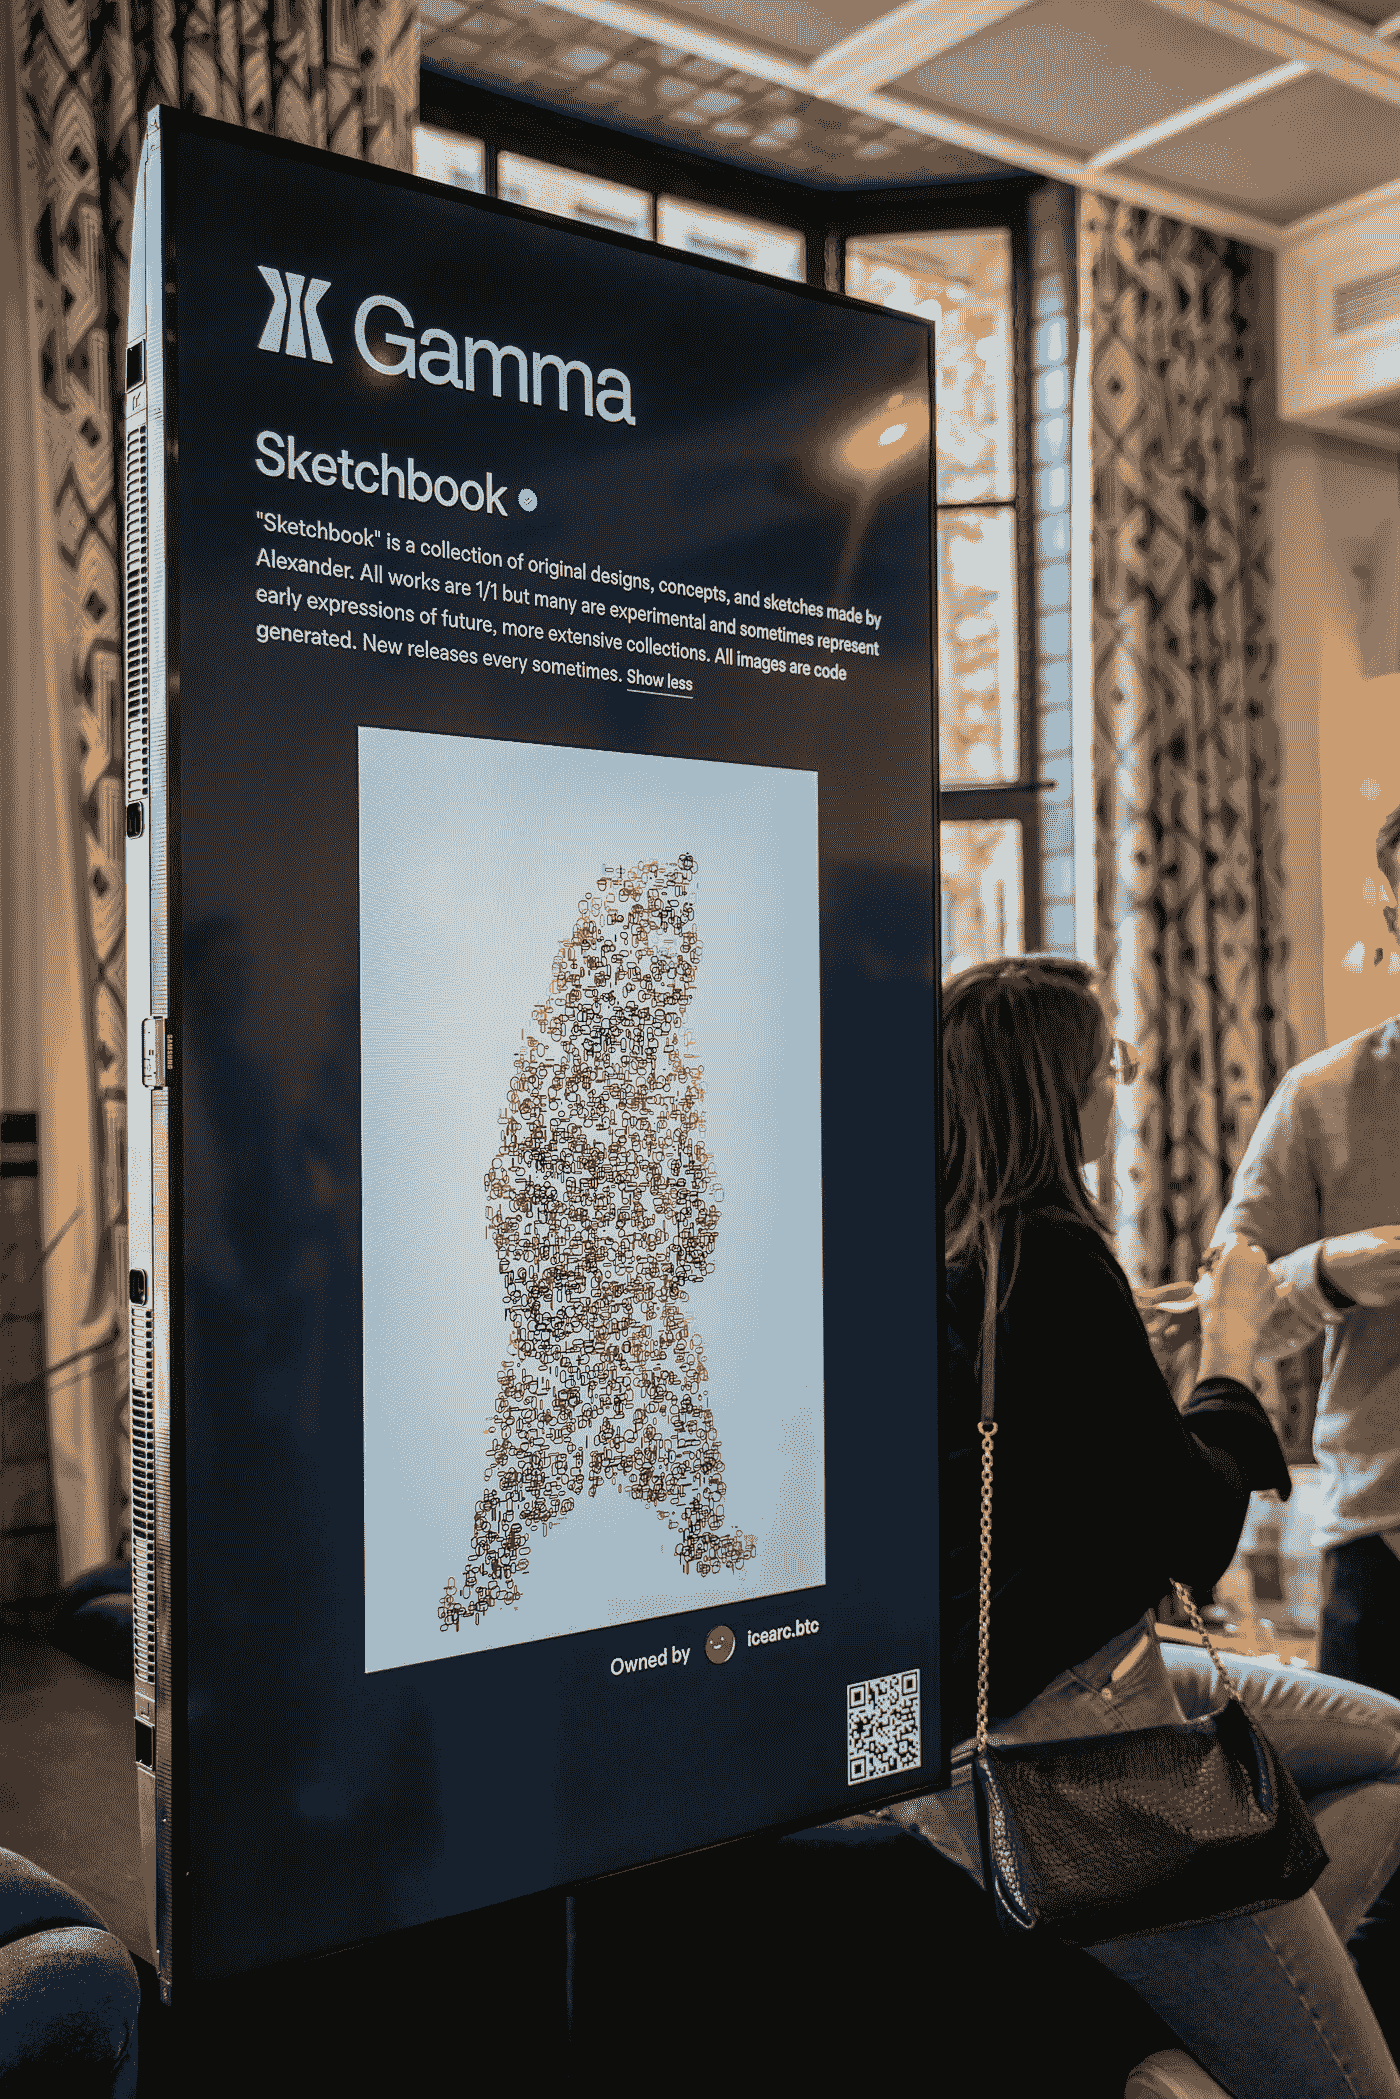 Gamma
Sketchbook
"Sketchbook" is a collection of original designs, concepts, and sketches made by
Alexander. All works are 1/1 but many are experimental and sometimes represent
early expressions of future, more extensive collections. All images are code
generated. New releases every sometimes. Show less
Owned by icearc.btc
SAMSUNG